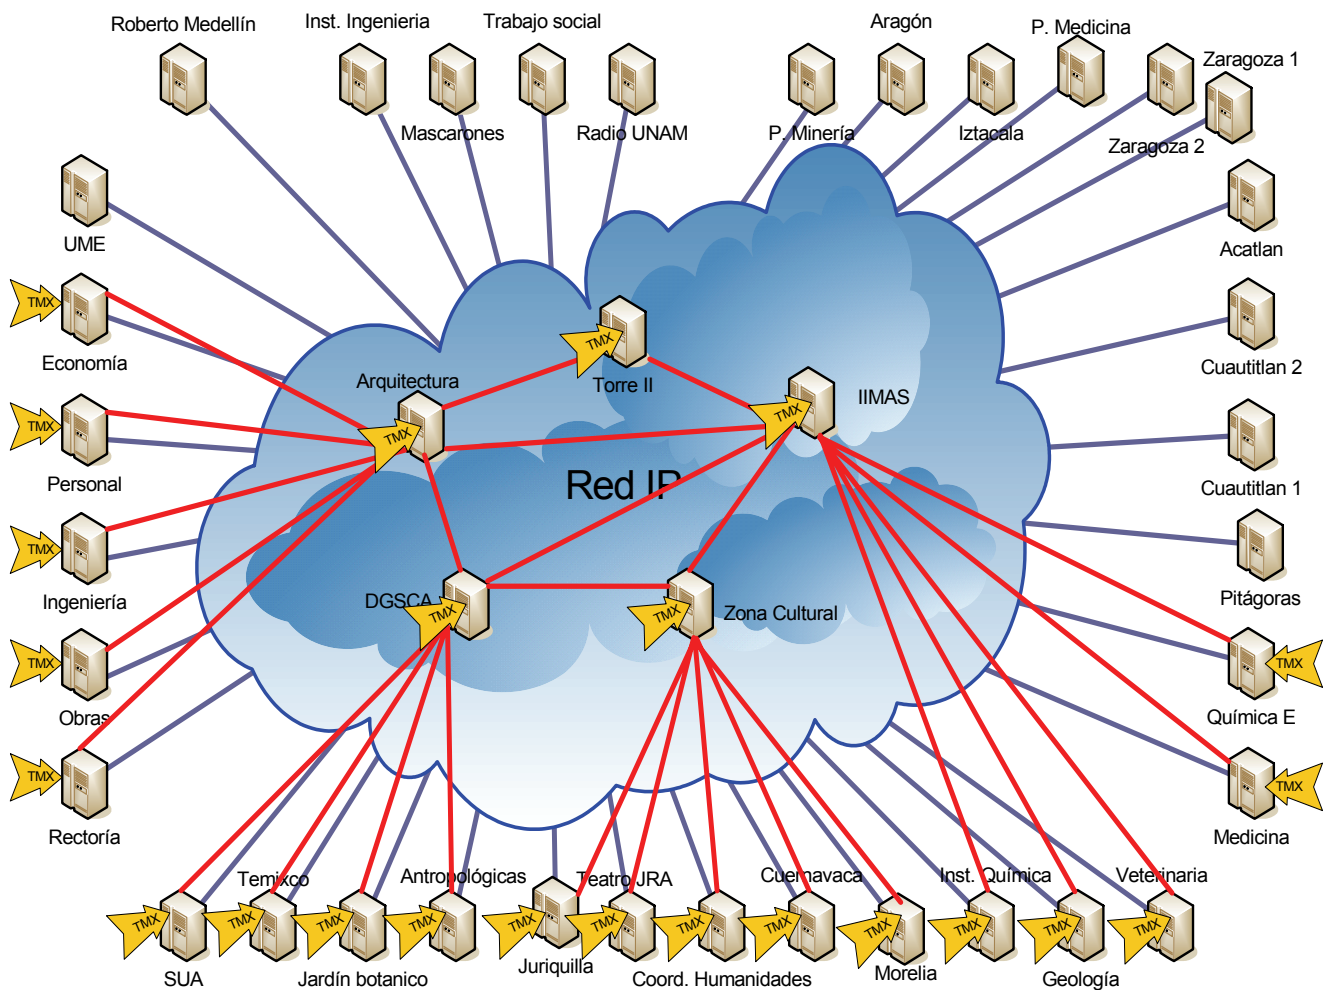 Roberto Medellín
Inst. Ingenieria
Trabajo social
Aragón
P. Medicina
Zaragoza 1
Mascarones
Radio UNAM
P. Minería
Iztacala
Zaragoza 2
UME
Acatlan
TMX
Economía
TMX
Torre II
Cuautitlan 2
Arquitectura
TMX
IIMAS
TMX
TMX
Personal
Red IP
Cuautitlan 1
TMX
Ingeniería
DGSCA
TMX
TMX
Zona Cultural
Pitágoras
TMX
Obras
TMX
Química E
TMX
Rectoría
TMX
Medicina
Temixco
Antropológicas
Teatro JRA
Cuernavaca
Inst. Química
Veterinaria
TMX
TMX
TMX
TMX
TMX
TMX
TMX
TMX
TMX
TMX
TMX
TMX
SUA
Jardín botanico
Juriquilla
Coord. Humanidades
Morelia
Geología